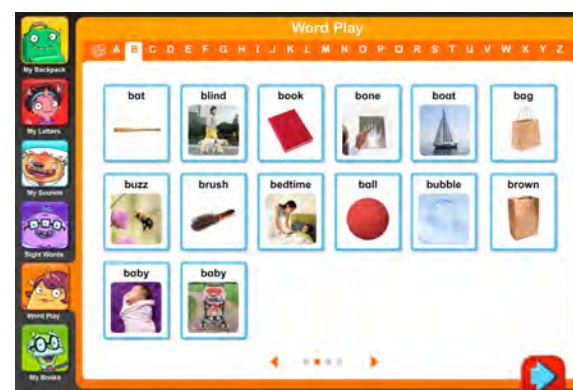 Word Play
A B C D E F G H I J K L M N O P Q R S T U V W X Y Z
My Backpack
My Letters
My Sounds
Sight Words
Word Play
My Books
bat blind book bone boat bag
buzz brush bedtime ball bubble brown
baby baby